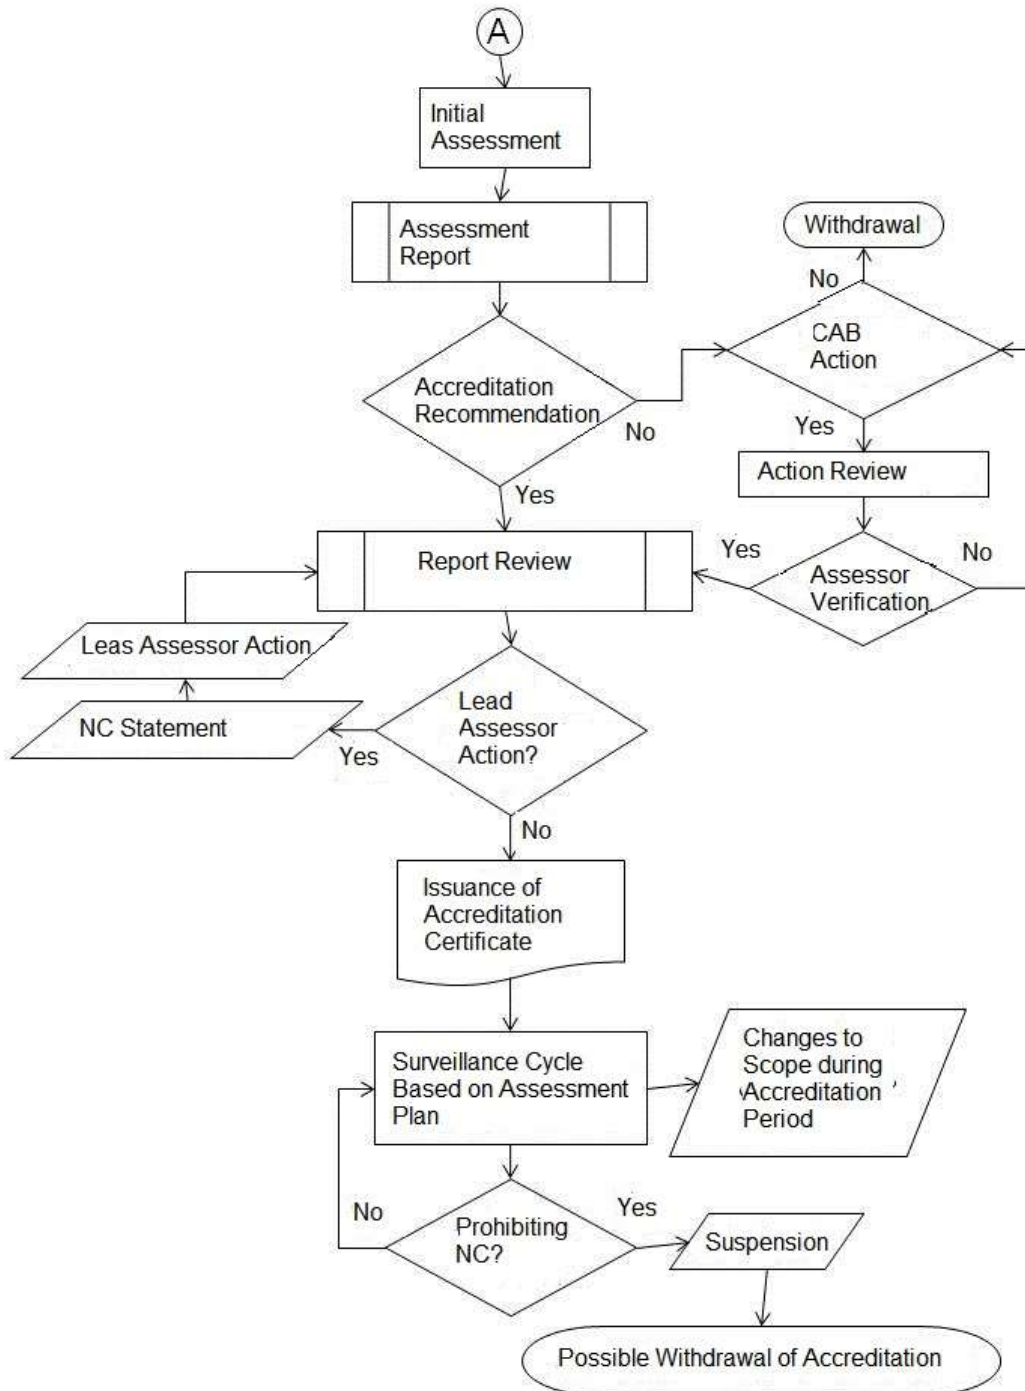 A
Initial
Assessment
Assessment
Report
Withdrawal
No
CAB
Action
Accreditation
Recommendation
No
Yes
Yes
Action Review
Report Review
Yes
No
Assessor
Verification
Leas Assessor Action
NC Statement
Yes
Lead
Assessor
Action?
No
Issuance of
Accreditation
Certificate
Surveillance Cycle
Based on Assessment
Plan
Changes to
Scope during
Accreditation
Period
No
Prohibiting
NC?
Yes
Suspension
Possible Withdrawal of Accreditation